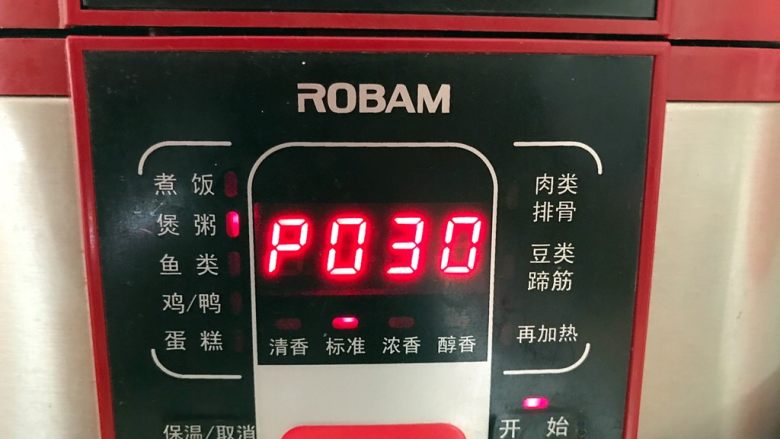 ROBAM
煮 饭
煲 粥
鱼 类
鸡/鸭
蛋 糕
P030
清香 标准 浓香 醇香
肉类
排骨
豆类
蹄筋
再加热
保温/取消
开 始